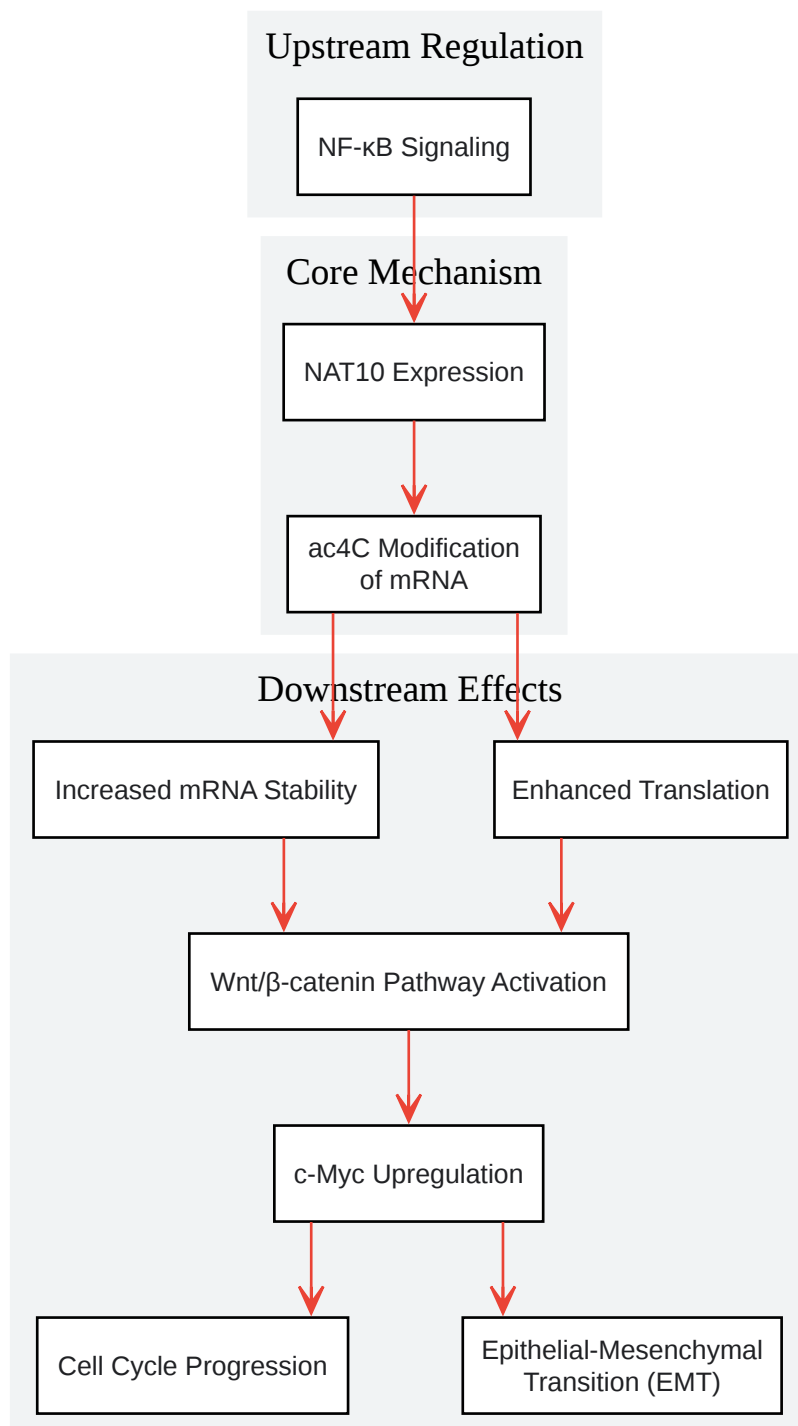 Upstream Regulation
NF-κB Signaling
Core Mechanism
NAT10 Expression
ac4C Modification
of mRNA
Downstream Effects
Increased mRNA Stability
Enhanced Translation
Wnt/β-catenin Pathway Activation
c-Myc Upregulation
Cell Cycle Progression
Epithelial-Mesenchymal
Transition (EMT)